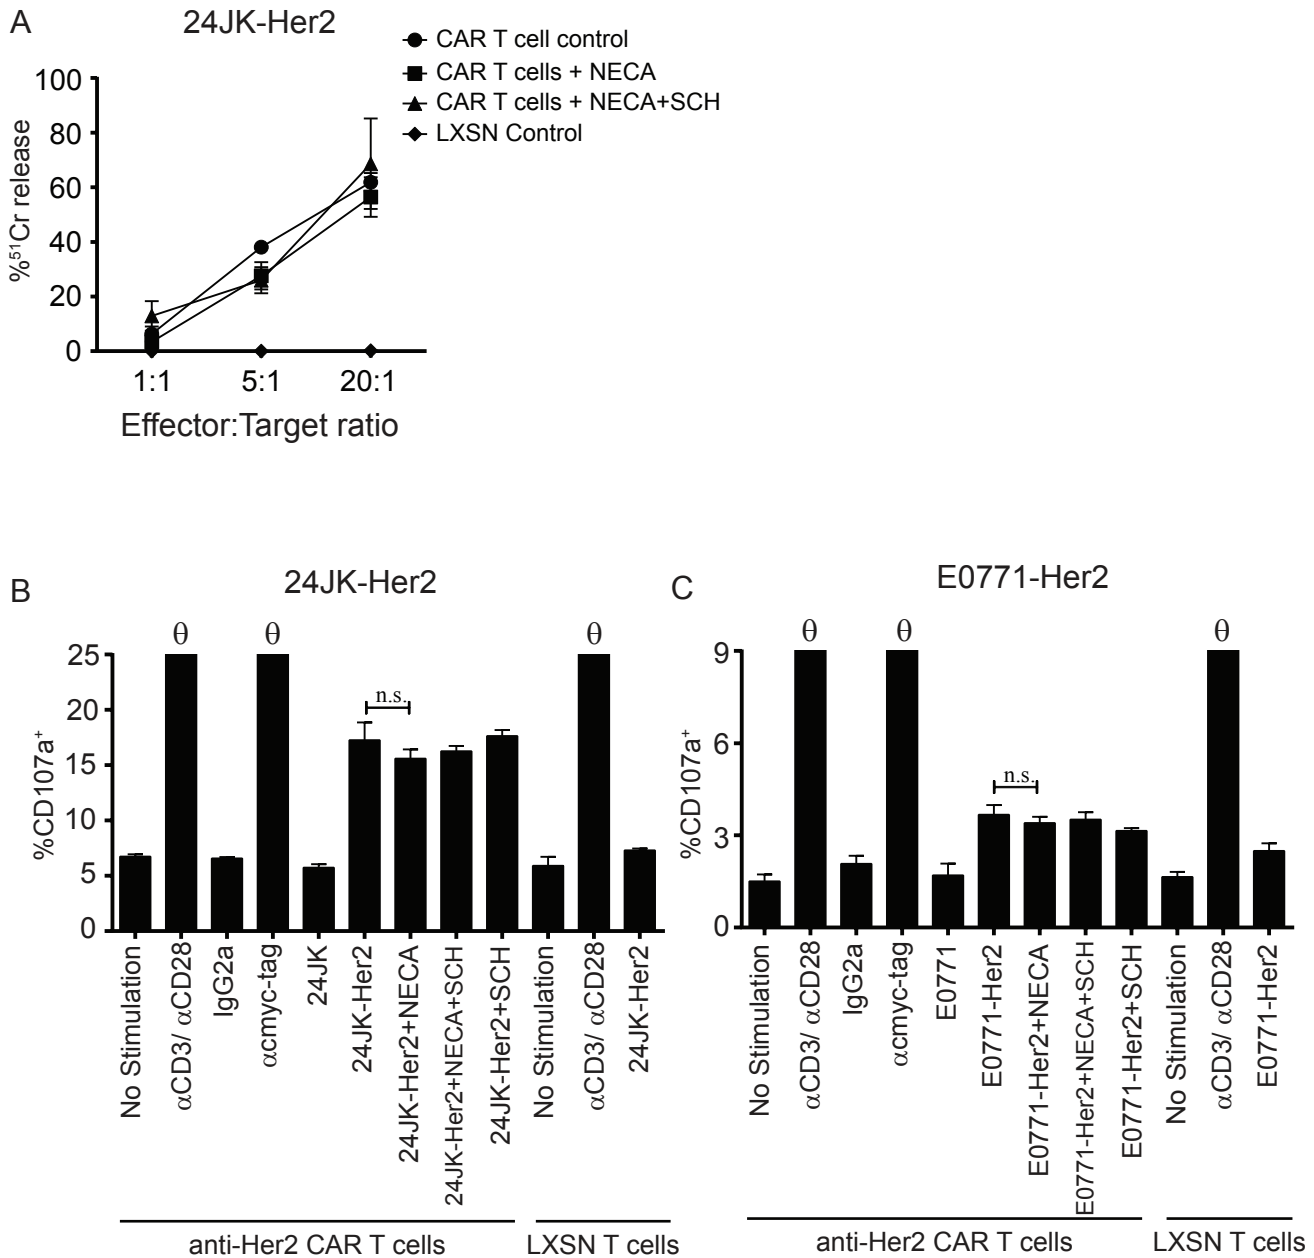 A
24JK-Her2
CAR T cell control
CAR T cells + NECA
CAR T cells + NECA+SCH
LXSN Control
%⁵¹Cr release
100
80
60
40
20
0
1:1
5:1
20:1
Effector:Target ratio
B
24JK-Her2
%CD107a⁺
25
20
15
10
5
0
θ
θ
θ
n.s.
No Stimulation
αCD3/ αCD28
IgG2a
αcmyc-tag
24JK
24JK-Her2
24JK-Her2+NECA
24JK-Her2+NECA+SCH
24JK-Her2+SCH
No Stimulation
αCD3/ αCD28
24JK-Her2
anti-Her2 CAR T cells
LXSN T cells
C
E0771-Her2
%CD107a⁺
9
6
3
0
θ
θ
θ
n.s.
No Stimulation
αCD3/ αCD28
IgG2a
αcmyc-tag
E0771
E0771-Her2
E0771-Her2+NECA
E0771-Her2+NECA+SCH
E0771-Her2+SCH
No Stimulation
αCD3/ αCD28
E0771-Her2
anti-Her2 CAR T cells
LXSN T cells